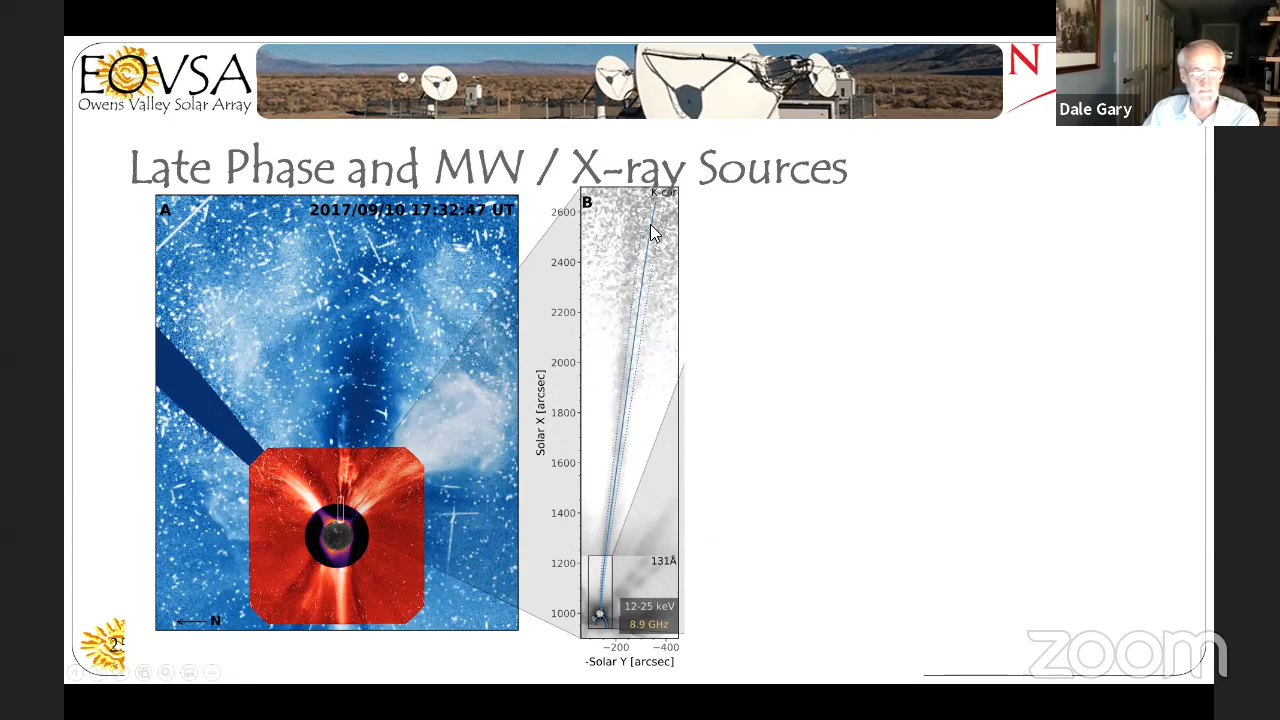 EOVSA
Owens Valley Solar Array
N
Dale Gary
Late Phase and MW / X-ray Sources
A
2017/09/10 17:32:47 UT
N
B
K-cor
2600
2400
2200
2000
1800
1600
1400
1200
1000
Solar X [arcsec]
131Å
12-25 keV
8.9 GHz
−200
−400
-Solar Y [arcsec]
zoom